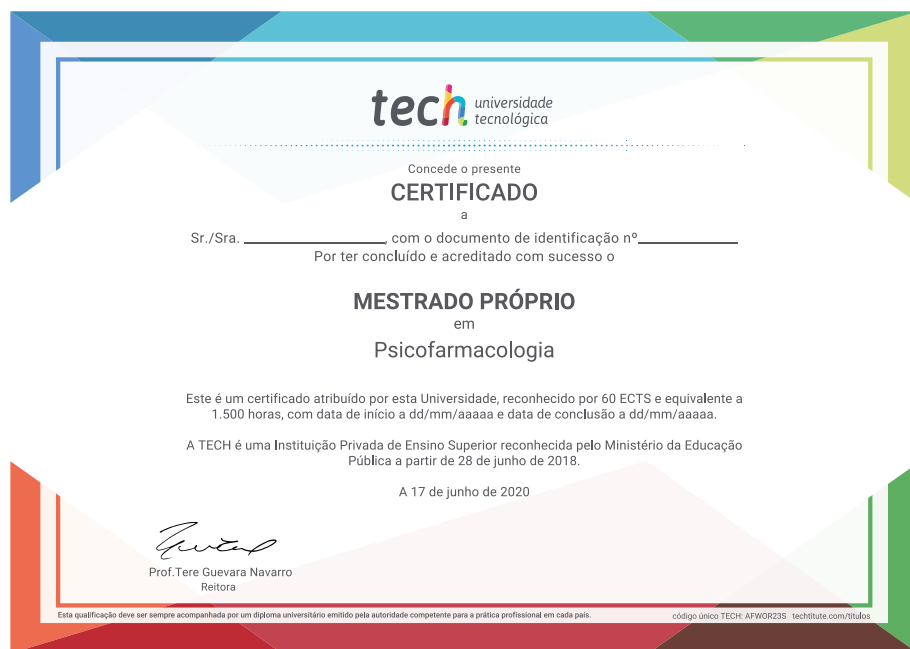 tech universidade
tecnológica
Concede o presente
CERTIFICADO
a
Sr./Sra. ____________________, com o documento de identificação nº______________
Por ter concluído e acreditado com sucesso o
MESTRADO PRÓPRIO
em
Psicofarmacologia
Este é um certificado atribuído por esta Universidade, reconhecido por 60 ECTS e equivalente a
1.500 horas, com data de início a dd/mm/aaaaa e data de conclusão a dd/mm/aaaaa.
A TECH é uma Instituição Privada de Ensino Superior reconhecida pelo Ministério da Educação
Pública a partir de 28 de junho de 2018.
A 17 de junho de 2020
Prof.Tere Guevara Navarro
Reitora
Esta qualificação deve ser sempre acompanhada por um diploma universitário emitido pela autoridade competente para a prática profissional em cada país.
código único TECH: AFWOR23S techtitute.com/titulos